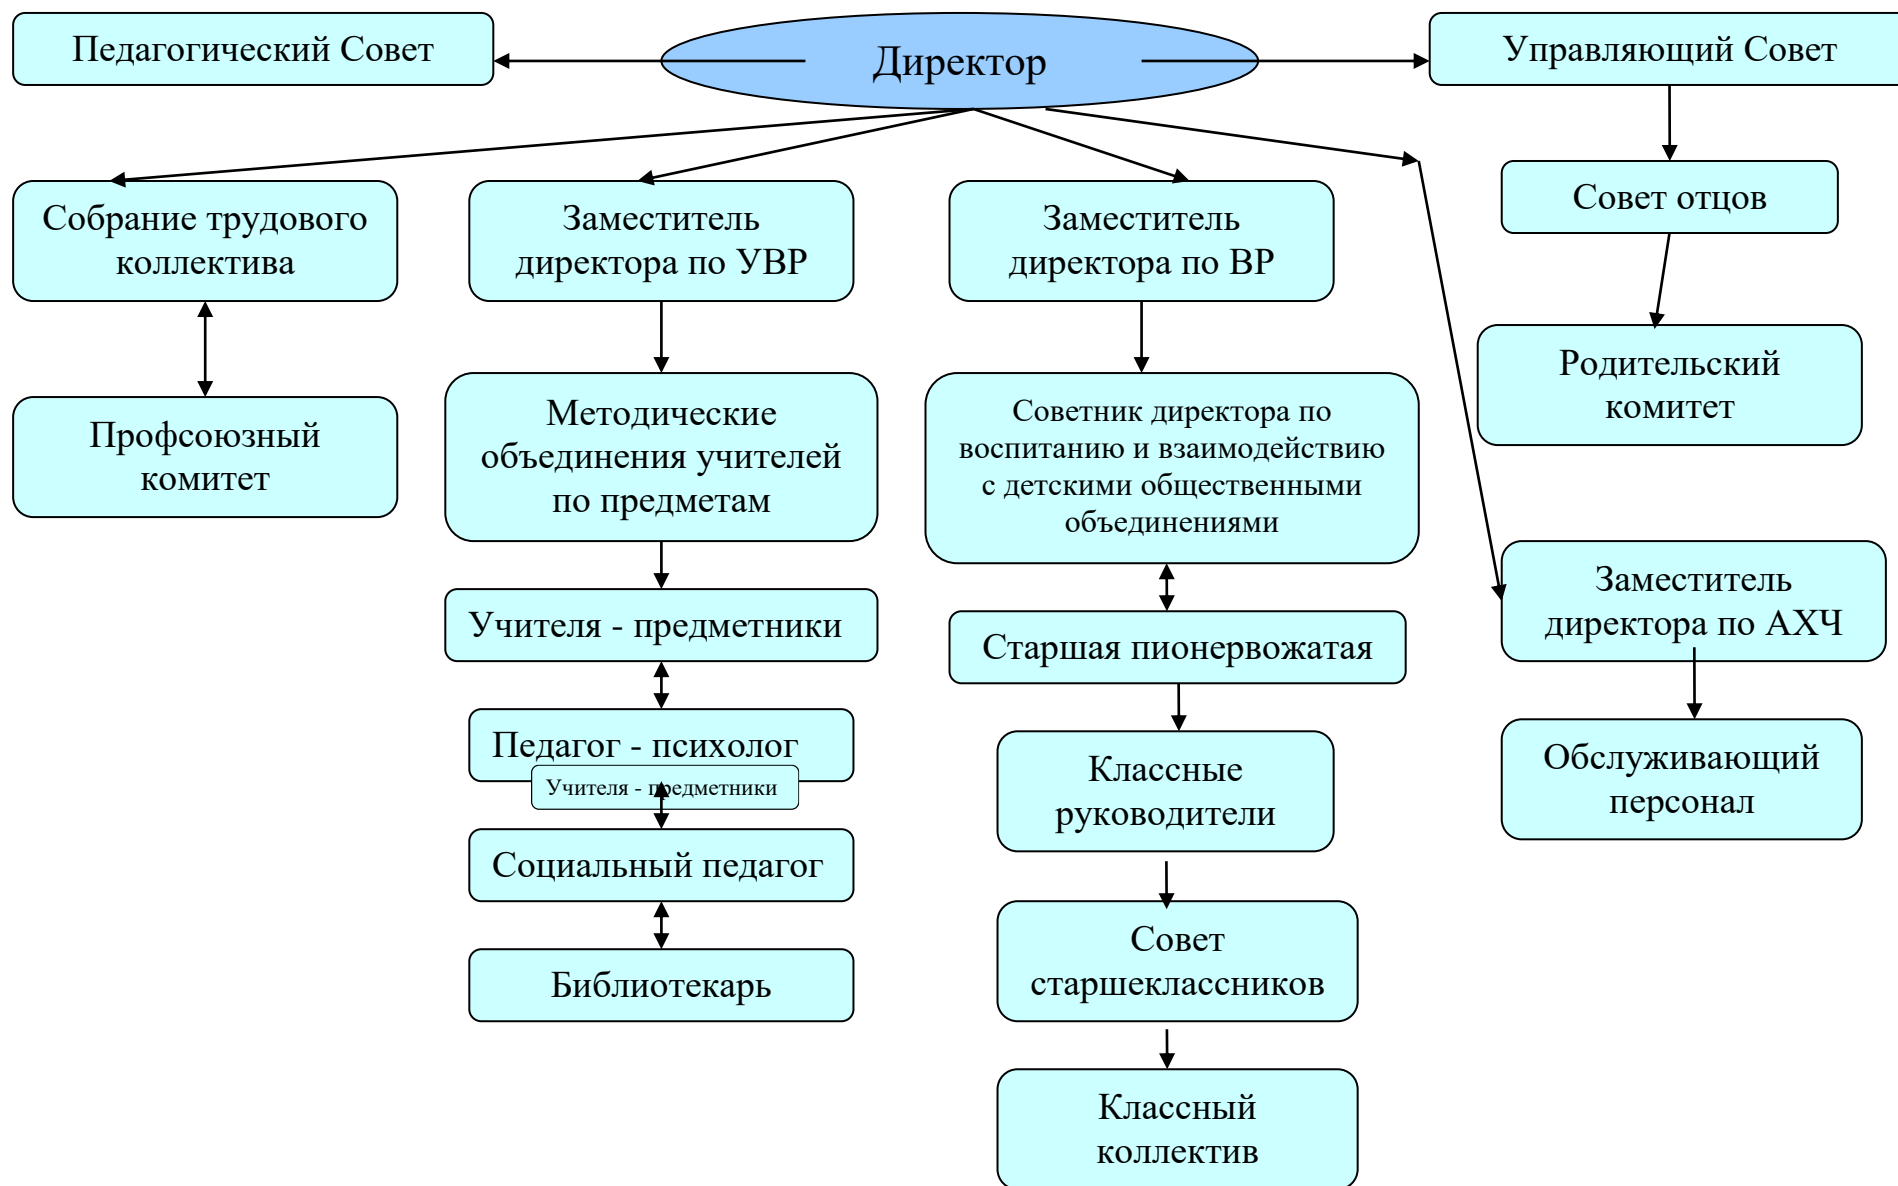 Педагогический Совет
Директор
Управляющий Совет
Собрание трудового
коллектива
Заместитель
директора по УВР
Заместитель
директора по ВР
Совет отцов
Профсоюзный
комитет
Методические
объединения учителей
по предметам
Советник директора по
воспитанию и взаимодействию
с детскими общественными
объединениями
Родительский
комитет
Учителя - предметники
Старшая пионервожатая
Заместитель
директора по АХЧ
Педагог - психолог
Учителя - предметники
Классные
руководители
Обслуживающий
персонал
Социальный педагог
Совет
старшеклассников
Библиотекарь
Классный
коллектив